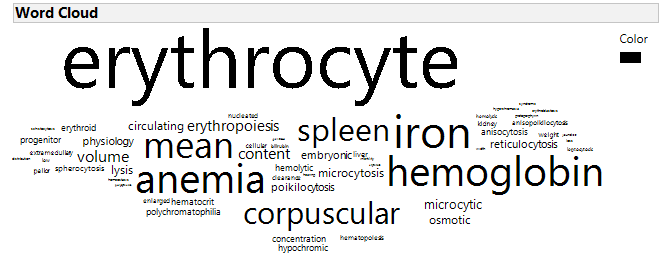 Word Cloud
Color
erythrocyte
nucleated
circulating erythropoiesis
erythroid
progenitor
physiology
mean
spleen
iron
kidney
anisopoikilocytosis
anisocytosis
weight
reticulocytosis
extramedullary
volume
cellular
content
embryonic liver
low
pallor
spherocytosis
lysis
anemia
hemolytic
clearance
microcytosis
poikilocytosis
hemoglobin
enlarged hematocrit
polychromatophilia
corpuscular
microcytic
osmotic
concentration
hypochromic
hematopoiesis